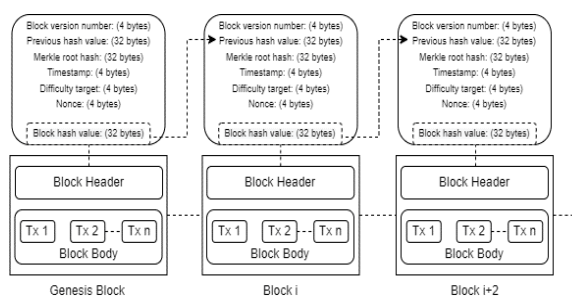 Block version number: (4 bytes)
Previous hash value: (32 bytes)
Merkle root hash: (32 bytes)
Timestamp: (4 bytes)
Difficulty target: (4 bytes)
Nonce: (4 bytes)
Block hash value: (32 bytes)
Block Header
Tx 1 Tx 2 Tx n
Block Body
Genesis Block
Block version number: (4 bytes)
Previous hash value: (32 bytes)
Merkle root hash: (32 bytes)
Timestamp: (4 bytes)
Difficulty target: (4 bytes)
Nonce: (4 bytes)
Block hash value: (32 bytes)
Block Header
Tx 1 Tx 2 Tx n
Block Body
Block i
Block version number: (4 bytes)
Previous hash value: (32 bytes)
Merkle root hash: (32 bytes)
Timestamp: (4 bytes)
Difficulty target: (4 bytes)
Nonce: (4 bytes)
Block hash value: (32 bytes)
Block Header
Tx 1 Tx 2 Tx n
Block Body
Block i+2